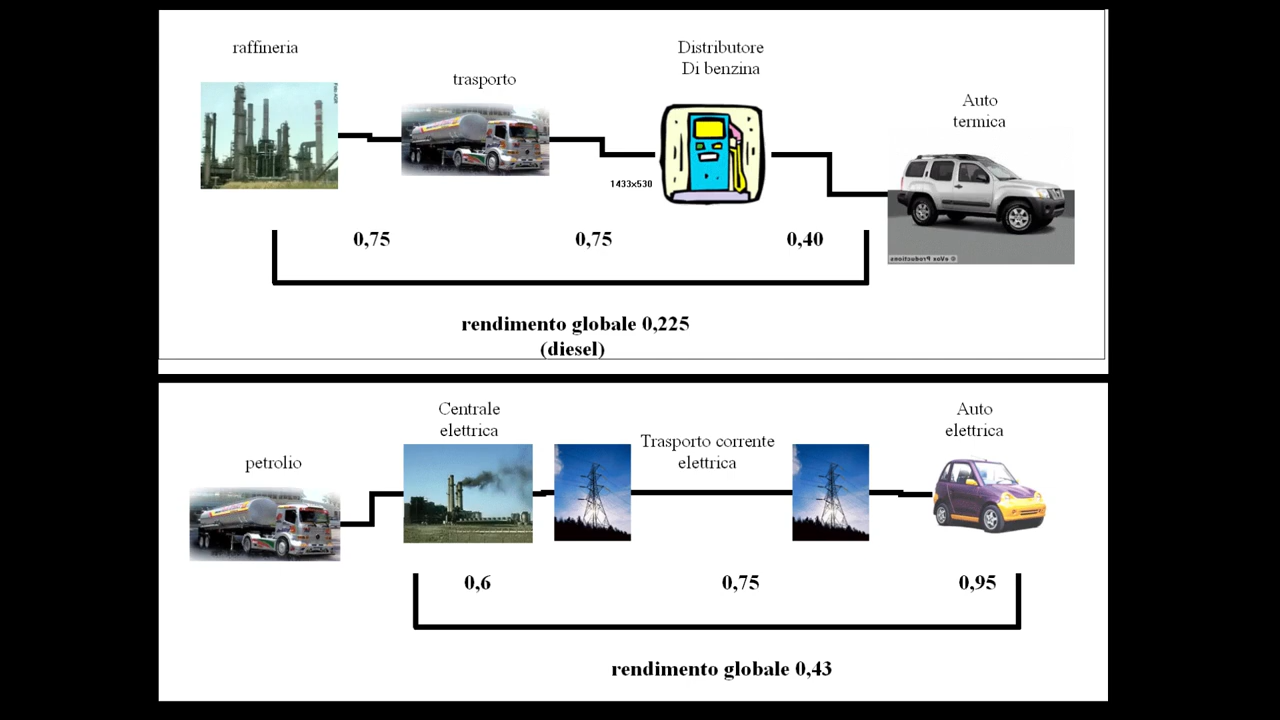 raffineria
trasporto
Distributore
Di benzina
Auto
termica
1433x530
0,75
0,75
0,40
rendimento globale 0,225
(diesel)
Centrale
elettrica
petrolio
Trasporto corrente
elettrica
Auto
elettrica
0,6
0,75
0,95
rendimento globale 0,43